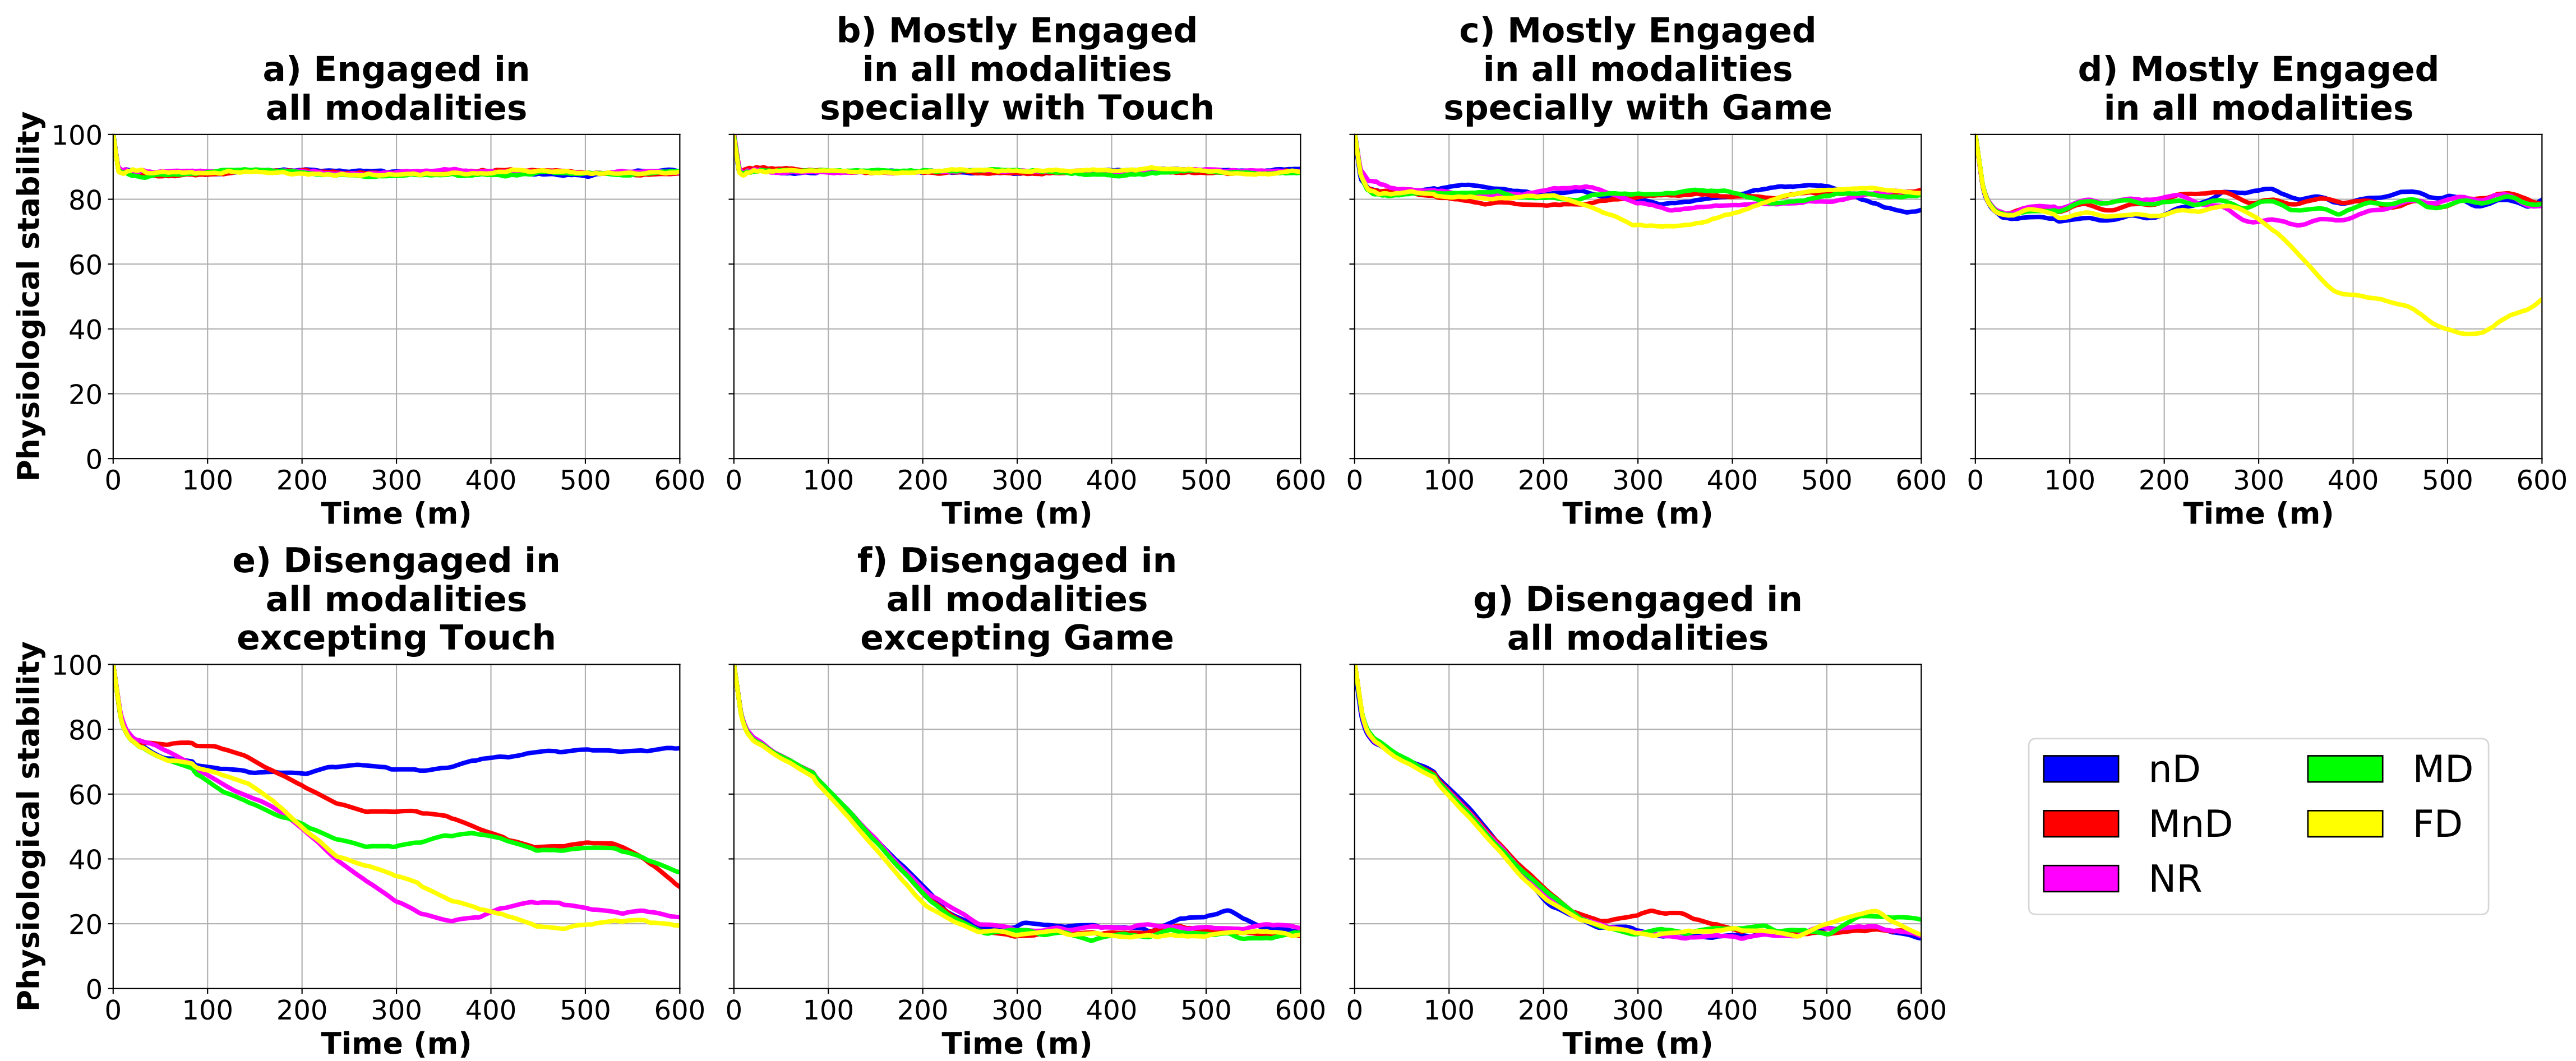 a) Engaged in
all modalities
b) Mostly Engaged
in all modalities
specially with Touch
c) Mostly Engaged
in all modalities
specially with Game
d) Mostly Engaged
in all modalities
Physiological stability
100
80
60
40
20
0
0 100 200 300 400 500 600
Time (m)
0 100 200 300 400 500 600
Time (m)
0 100 200 300 400 500 600
Time (m)
0 100 200 300 400 500 600
Time (m)
e) Disengaged in
all modalities
excepting Touch
f) Disengaged in
all modalities
excepting Game
g) Disengaged in
all modalities
Physiological stability
100
80
60
40
20
0
0 100 200 300 400 500 600
Time (m)
0 100 200 300 400 500 600
Time (m)
0 100 200 300 400 500 600
Time (m)
nD
MnD
NR
MD
FD